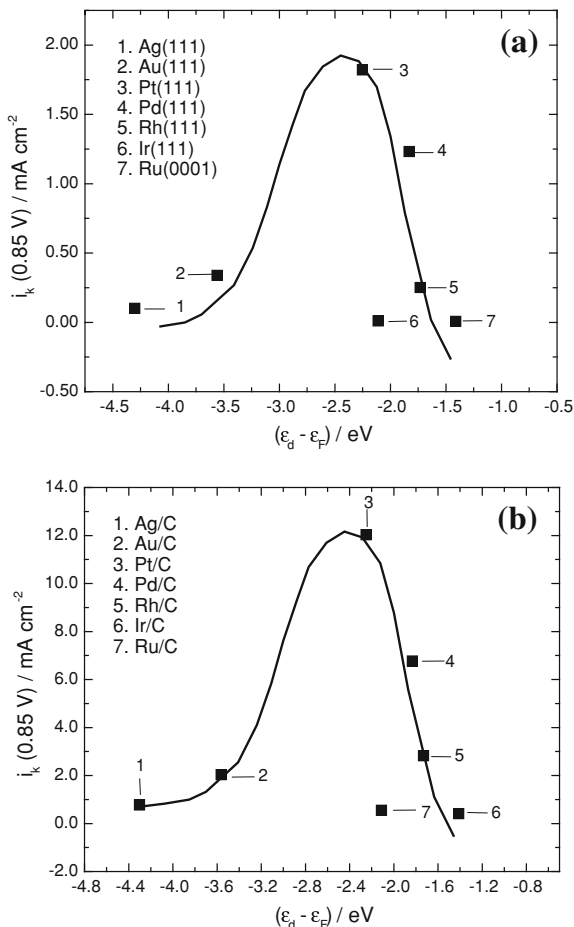 (a)
1. Ag(111)
2. Au(111)
3. Pt(111)
4. Pd(111)
5. Rh(111)
6. Ir(111)
7. Ru(0001)
2.00
1.50
1.00
0.50
0.00
-0.50
i_k (0.85 V) / mA cm^-2
1
2
3
4
5
6
7
-4.5 -4.0 -3.5 -3.0 -2.5 -2.0 -1.5 -1.0 -0.5
(ε_d - ε_F) / eV
(b)
1. Ag/C
2. Au/C
3. Pt/C
4. Pd/C
5. Rh/C
6. Ir/C
7. Ru/C
14.0
12.0
10.0
8.0
6.0
4.0
2.0
0.0
-2.0
i_k (0.85 V) / mA cm^-2
1
2
3
4
5
7
6
-4.8 -4.4 -4.0 -3.6 -3.2 -2.8 -2.4 -2.0 -1.6 -1.2 -0.8
(ε_d - ε_F) / eV